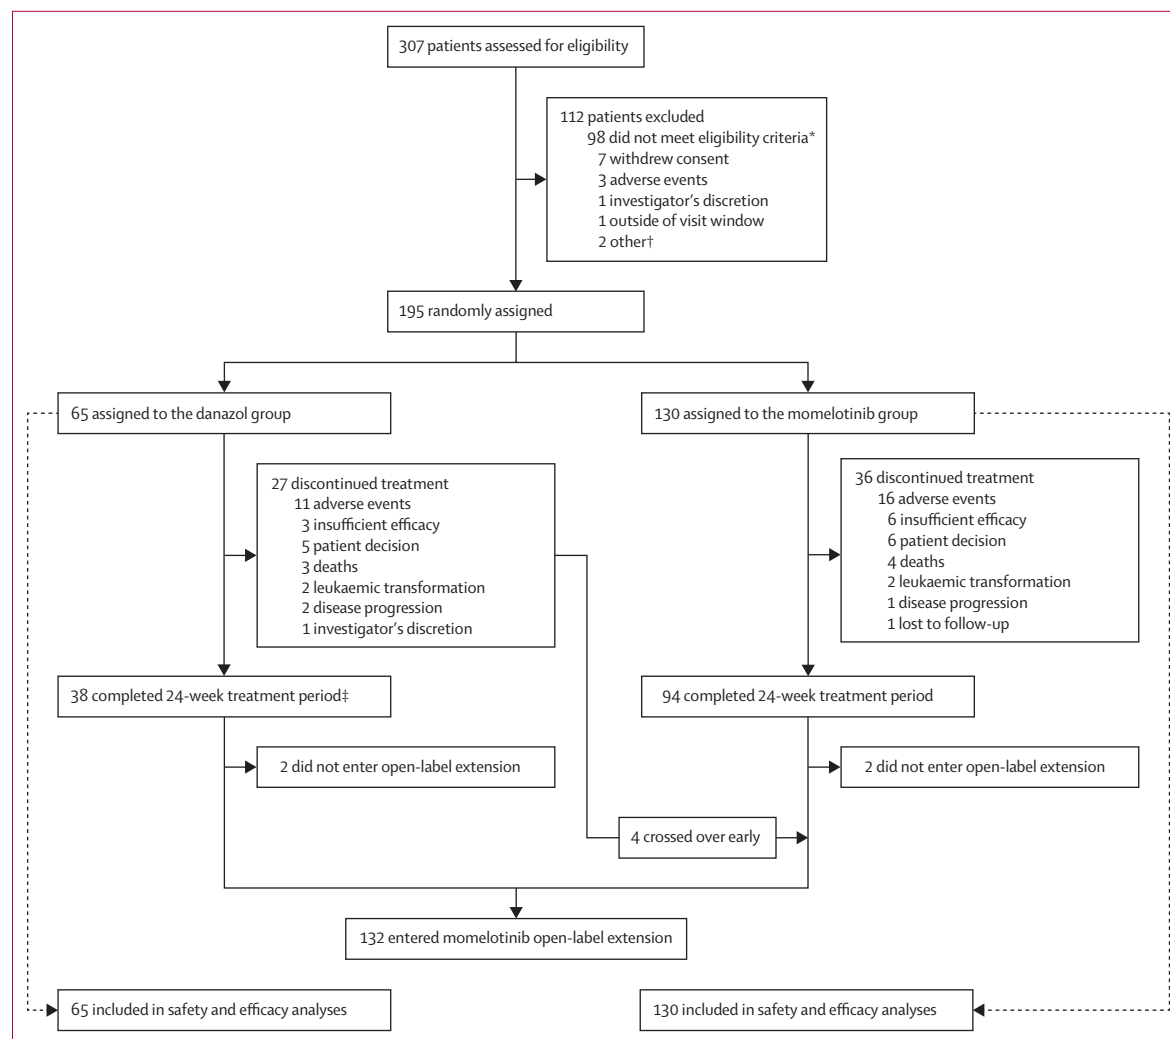 307 patients assessed for eligibility
112 patients excluded
98 did not meet eligibility criteria*
7 withdrew consent
3 adverse events
1 investigator's discretion
1 outside of visit window
2 other†
195 randomly assigned
65 assigned to the danazol group
130 assigned to the momelotinib group
27 discontinued treatment
11 adverse events
3 insufficient efficacy
5 patient decision
3 deaths
2 leukaemic transformation
2 disease progression
1 investigator's discretion
36 discontinued treatment
16 adverse events
6 insufficient efficacy
6 patient decision
4 deaths
2 leukaemic transformation
1 disease progression
1 lost to follow-up
38 completed 24-week treatment period‡
94 completed 24-week treatment period
2 did not enter open-label extension
2 did not enter open-label extension
4 crossed over early
132 entered momelotinib open-label extension
65 included in safety and efficacy analyses
130 included in safety and efficacy analyses